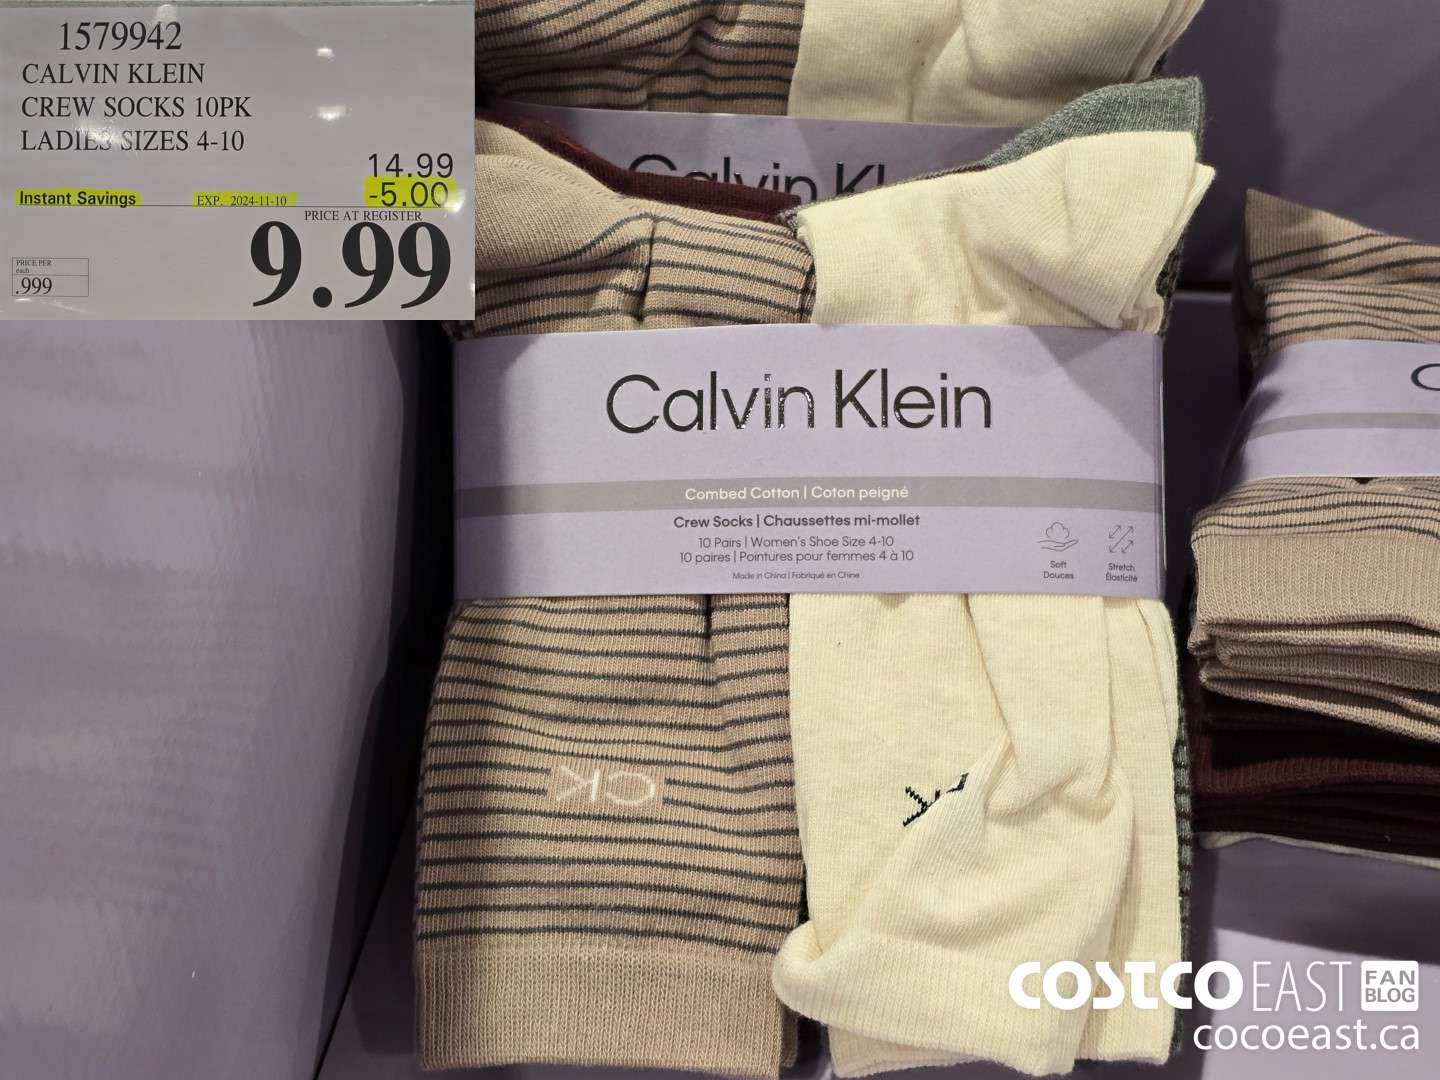 1579942
CALVIN KLEIN
CREW SOCKS 10PK
LADIES SIZES 4-10
14.99
Instant Savings EXP. 2024-11-10 -5.00
PRICE AT REGISTER
9.99
PRICE PER
each
.999
Calvin Kl
Calvin Klein
Combed Cotton | Coton peigné
Crew Socks | Chaussettes mi-mollet
10 Pairs | Women's Shoe Size 4-10
10 paires | Pointures pour femmes 4 à 10
Made in China | Fabriqué en Chine
Soft
Douces
Stretch
Élasticité
C
CK
K
COSTCO EAST FAN BLOG
cocoeast.ca